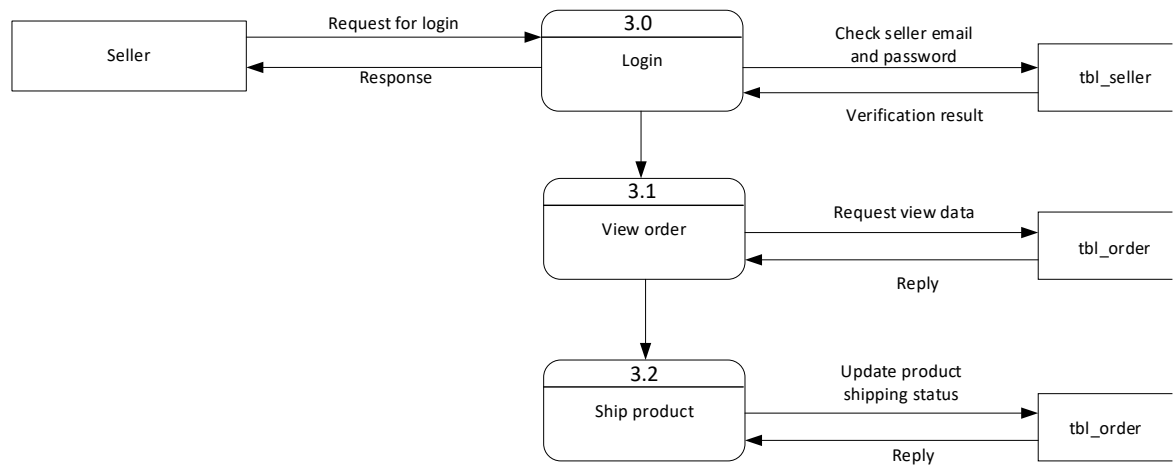 Request for login
3.0
Check seller email
and password
Seller
Login
Response
tbl_seller
Verification result
3.1
Request view data
View order
tbl_order
Reply
3.2
Update product
shipping status
Ship product
tbl_order
Reply